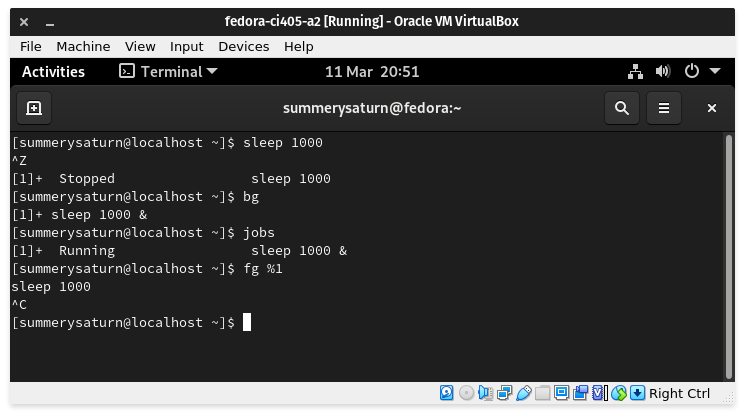 fedora-ci405-a2 [Running] - Oracle VM VirtualBox
File Machine View Input Devices Help
Activities Terminal 11 Mar 20:51
summerysaturn@fedora:~
[summerysaturn@localhost ~]$ sleep 1000
^Z
[1]+  Stopped                 sleep 1000
[summerysaturn@localhost ~]$ bg
[1]+ sleep 1000 &
[summerysaturn@localhost ~]$ jobs
[1]+  Running                 sleep 1000 &
[summerysaturn@localhost ~]$ fg %1
sleep 1000
^C
[summerysaturn@localhost ~]$
Right Ctrl